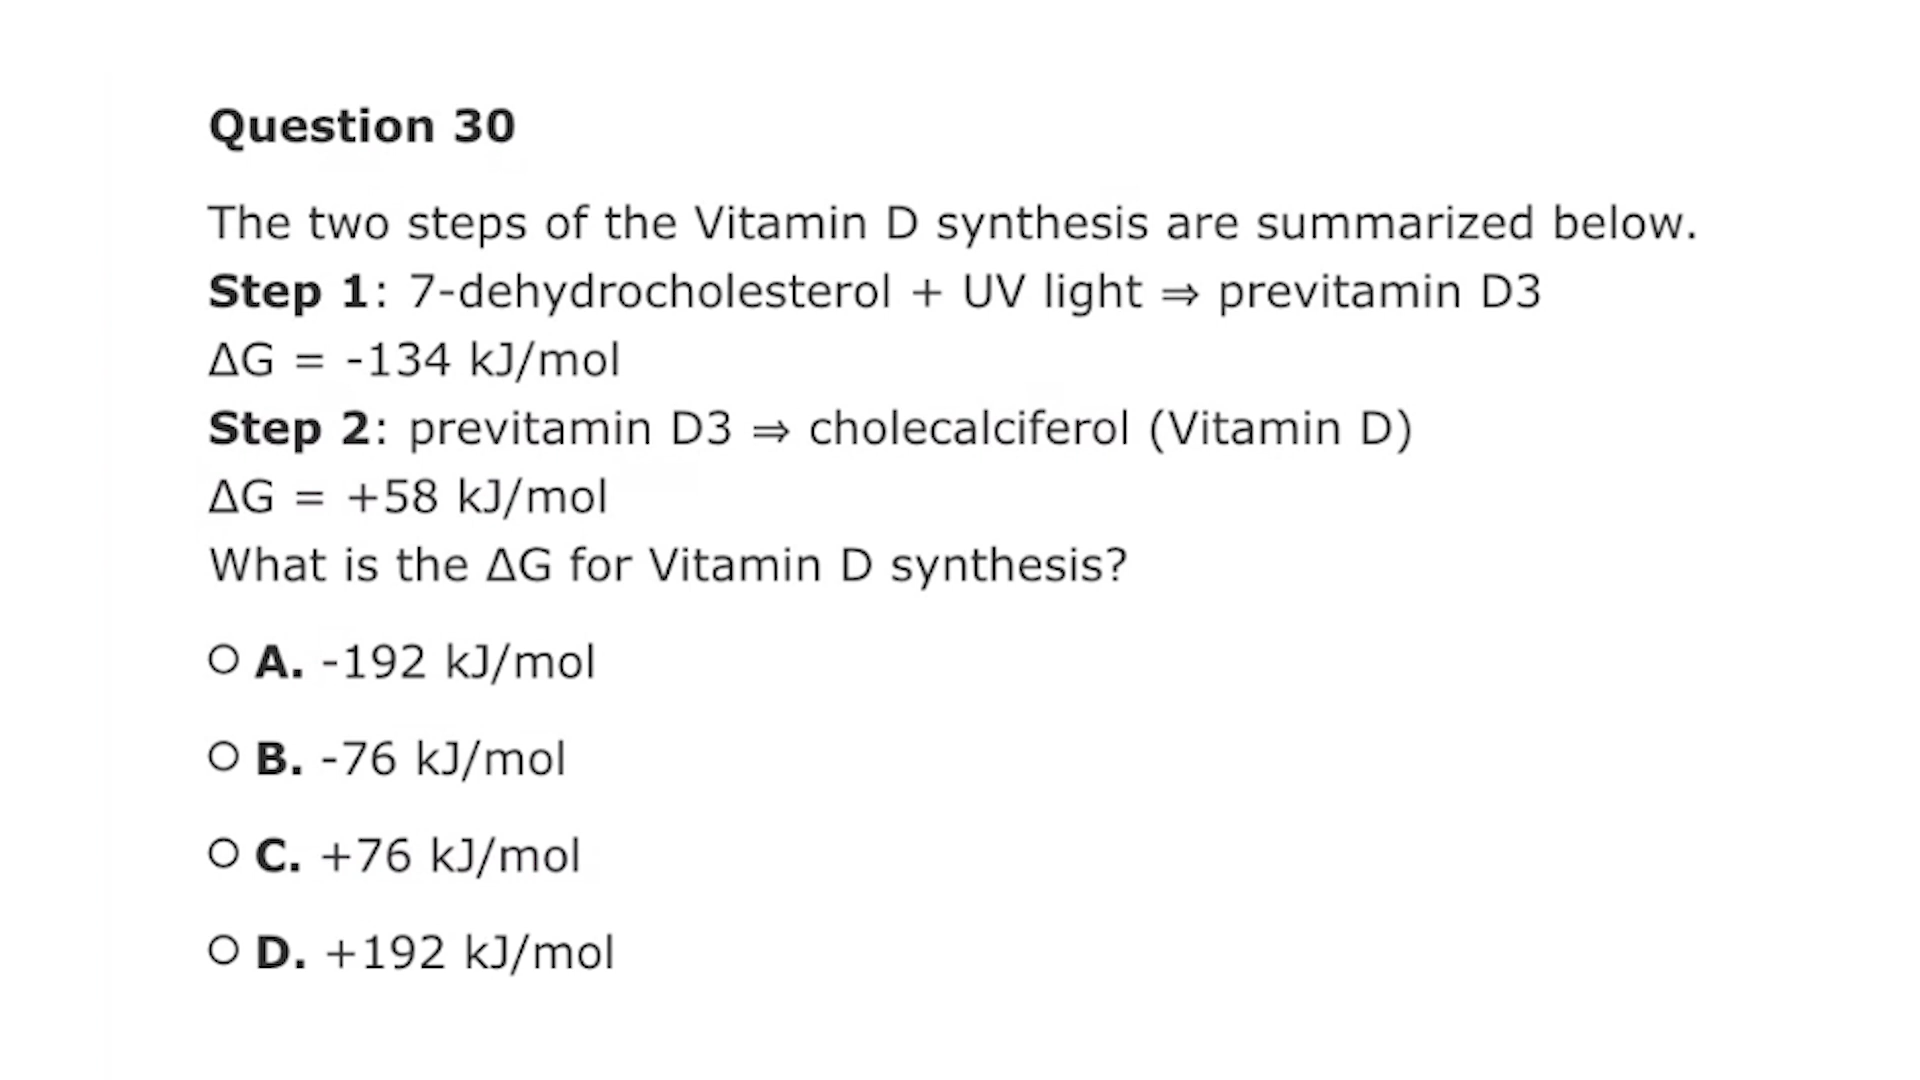 Question 30
The two steps of the Vitamin D synthesis are summarized below.
Step 1: 7-dehydrocholesterol + UV light ⇒ previtamin D3
ΔG = -134 kJ/mol
Step 2: previtamin D3 ⇒ cholecalciferol (Vitamin D)
ΔG = +58 kJ/mol
What is the ΔG for Vitamin D synthesis?
A. -192 kJ/mol
B. -76 kJ/mol
C. +76 kJ/mol
D. +192 kJ/mol